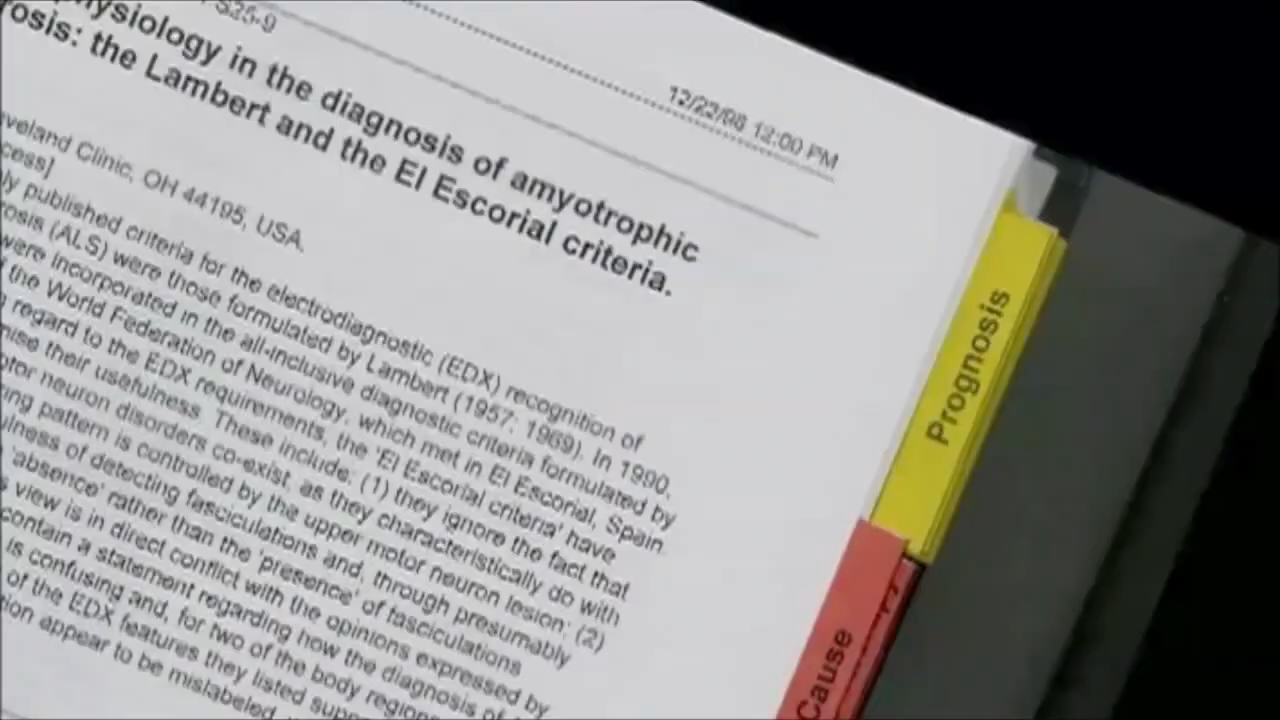 S25-9
12/22/98 12:00 PM
physiology in the diagnosis of amyotrophic
osis: the Lambert and the El Escorial criteria.
eveland Clinic, OH 44195, USA.
cess]
ly published criteria for the electrodiagnostic (EDX) recognition of
rosis (ALS) were those formulated by Lambert (1957; 1969). In 1990,
were incorporated in the all-inclusive diagnostic criteria formulated by
f the World Federation of Neurology, which met in El Escorial, Spain.
regard to the EDX requirements, the 'El Escorial criteria' have
mise their usefulness. These include: (1) they ignore the fact that
otor neuron disorders co-exist, as they characteristically do with
ring pattern is controlled by the upper motor neuron lesion; (2)
ulness of detecting fasciculations and, through presumably
'absence' rather than the 'presence' of fasciculations
s view is in direct conflict with the opinions expressed by
contain a statement regarding how the diagnosis of
is confusing and, for two of the body regions
of the EDX features they listed
tion appear to be mislabeled.
Prognosis
Cause